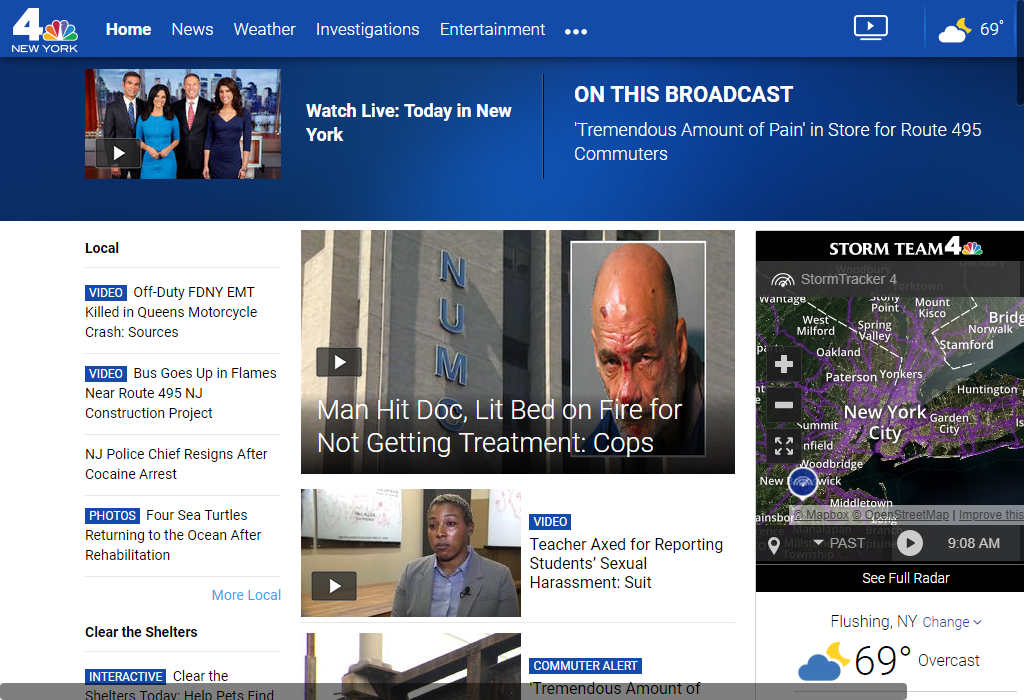 4
NEW YORK
Home News Weather Investigations Entertainment
69°
Watch Live: Today in New
York
ON THIS BROADCAST
'Tremendous Amount of Pain' in Store for Route 495
Commuters
Local
VIDEO Off-Duty FDNY EMT
Killed in Queens Motorcycle
Crash: Sources
VIDEO Bus Goes Up in Flames
Near Route 495 NJ
Construction Project
NJ Police Chief Resigns After
Cocaine Arrest
PHOTOS Four Sea Turtles
Returning to the Ocean After
Rehabilitation
More Local
Clear the Shelters
INTERACTIVE Clear the
Shelters Today: Help Pets Find
NUMC
Man Hit Doc, Lit Bed on Fire for
Not Getting Treatment: Cops
VIDEO
Teacher Axed for Reporting
Students' Sexual
Harassment: Suit
COMMUTER ALERT
'Tremendous Amount of
STORM TEAM 4
StormTracker 4
Woodbury
Yorktown
Wantage
Stony
Point
Mount
Kisco
West
Milford
Spring
Valley
Bridg
Norwalk
Stamford
Oakland
Paterson
Yonkers
Huntington
New York
City
Garden
City
Summit
nfield
Woodbridge
New
wick
Middletown
ainsbor
Long
© Mapbox © OpenStreetMap | Improve this
Township
PAST
9:08 AM
See Full Radar
Flushing, NY Change
69° Overcast